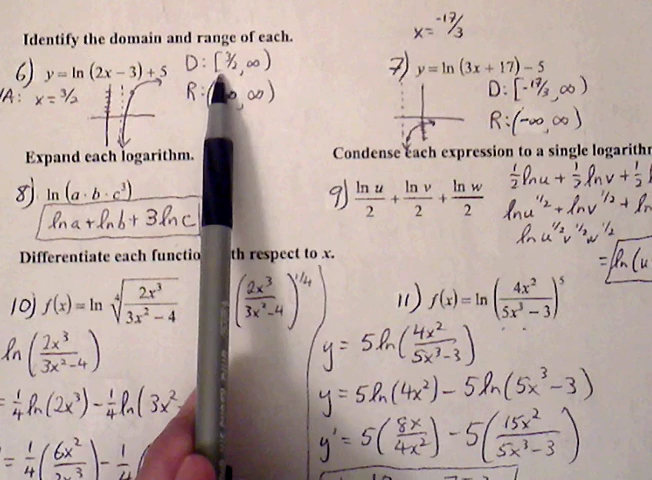 x = -17/3
Identify the domain and range of each.
6) y = ln (2x − 3) + 5 D: [3/2, ∞)
VA: x = 3/2 R: ∞, ∞)
7) y = ln (3x + 17) − 5
D: [-17/3, ∞)
R: (-∞, ∞)
Expand each logarithm.
8) ln (a · b · c³)
ln a + ln b + 3 ln c
Condense each expression to a single
9) ln u/2 + ln v/2 + ln w/2
1/2 ln u + 1/2 ln v + 1/2
ln u^1/2 + ln v^1/2 +
ln u^1/2 v^1/2 w^1/2
= ln (u
Differentiate each with respect to x.
10) f(x) = ln ⁴√(2x³/(3x² − 4)) (2x³/(3x² - 4))^1/4
ln (2x³/(3x² - 4))
= 1/4 ln (2x³) - 1/4 ln (3x²
= 1/4 (6x²/2x³) - 1/4
11) f(x) = ln (4x²/(5x³ − 3))⁵
y = 5 ln (4x²/(5x³ - 3))
y = 5 ln (4x²) - 5 ln (5x³ - 3)
y' = 5 (8x/4x²) - 5 (15x²/(5x³ - 3))